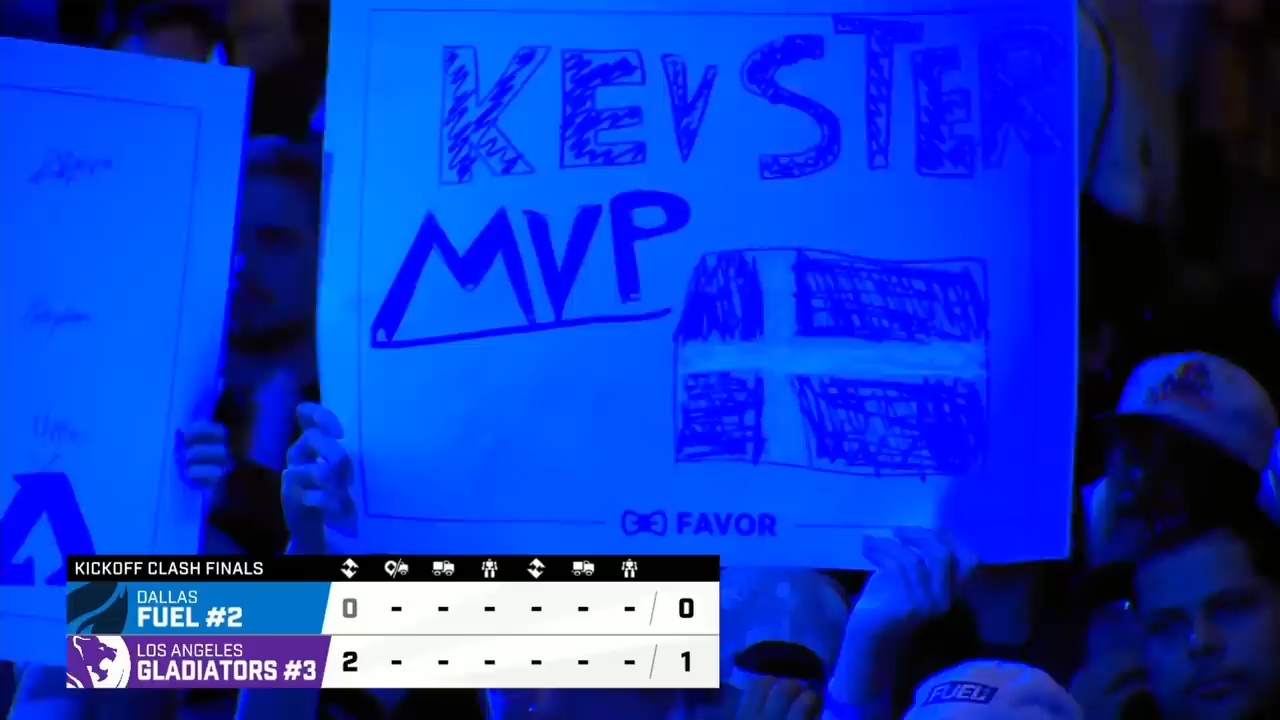 KEVSTER
MVP
FAVOR
KICKOFF CLASH FINALS
DALLAS
FUEL #2
0 - - - - - - / 0
LOS ANGELES
GLADIATORS #3
2 - - - - - - / 1
FUEL